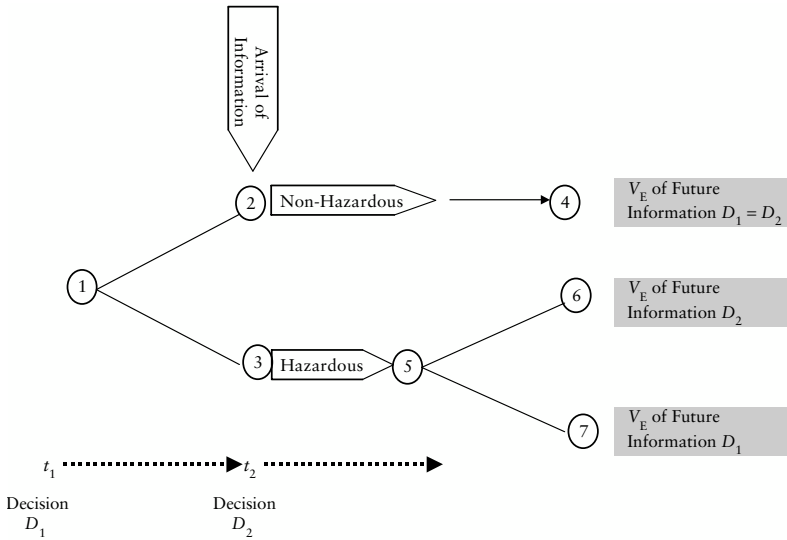 Arrival of
Information
2
Non-Hazardous
4
V_E of Future
Information D_1 = D_2
1
6
V_E of Future
Information D_2
3
Hazardous
5
7
V_E of Future
Information D_1
t_1
t_2
Decision
D_1
Decision
D_2